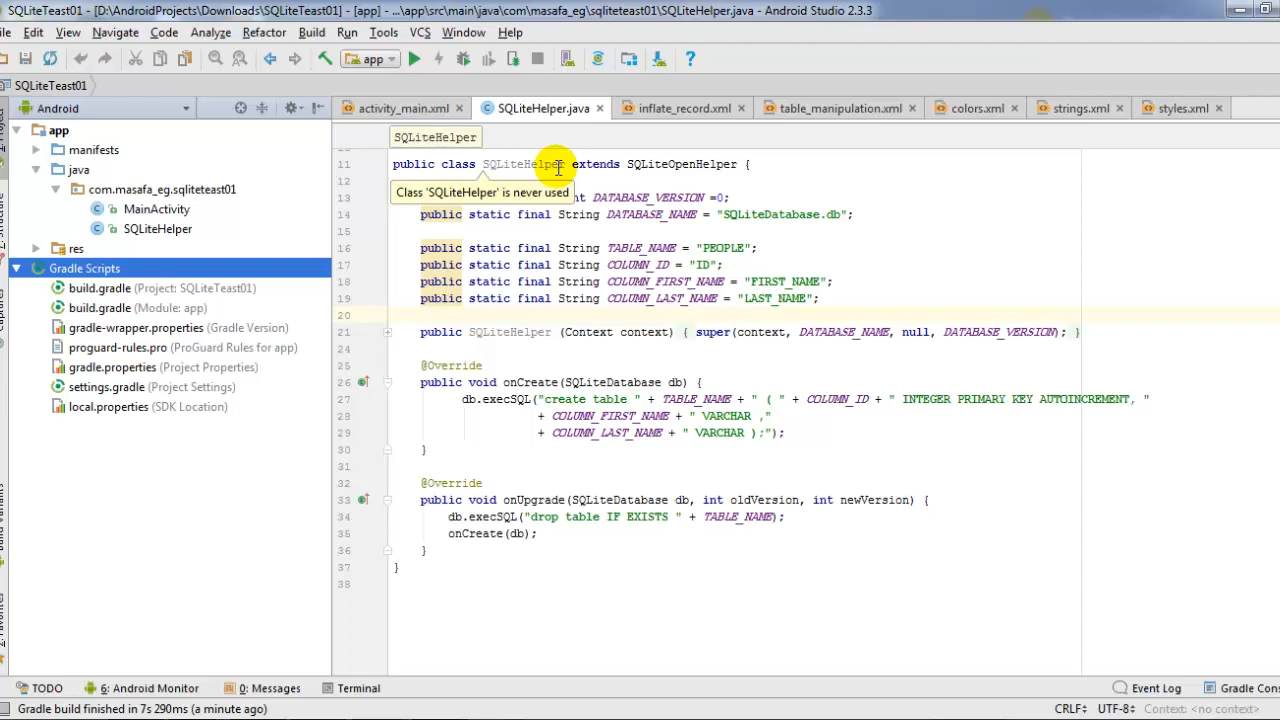 SQLiteTeast01 - [D:\AndroidProjects\Downloads\SQLiteTeast01] - [app] - ...\app\src\main\java\com\masafa_eg\sqliteteast01\SQLiteHelper.java - Android Studio 2.3.3
Edit View Navigate Code Analyze Refactor Build Run Tools VCS Window Help
app
SQLiteTeast01
Android
activity_main.xml SQLiteHelper.java inflate_record.xml table_manipulation.xml colors.xml strings.xml styles.xml
app
manifests
java
com.masafa_eg.sqliteteast01
MainActivity
SQLiteHelper
res
Gradle Scripts
build.gradle (Project: SQLiteTeast01)
build.gradle (Module: app)
gradle-wrapper.properties (Gradle Version)
proguard-rules.pro (ProGuard Rules for app)
gradle.properties (Project Properties)
settings.gradle (Project Settings)
local.properties (SDK Location)
SQLiteHelper
11 public class SQLiteHelper extends SQLiteOpenHelper {
12
Class 'SQLiteHelper' is never used
13 DATABASE_VERSION =0;
14 public static final String DATABASE_NAME = "SQLiteDatabase.db";
15
16 public static final String TABLE_NAME = "PEOPLE";
17 public static final String COLUMN_ID = "ID";
18 public static final String COLUMN_FIRST_NAME = "FIRST_NAME";
19 public static final String COLUMN_LAST_NAME = "LAST_NAME";
20
21 public SQLiteHelper (Context context) { super(context, DATABASE_NAME, null, DATABASE_VERSION); }
24
25 @Override
26 public void onCreate(SQLiteDatabase db) {
27 db.execSQL("create table " + TABLE_NAME + " ( " + COLUMN_ID + " INTEGER PRIMARY KEY AUTOINCREMENT, "
28 + COLUMN_FIRST_NAME + " VARCHAR ,"
29 + COLUMN_LAST_NAME + " VARCHAR );");
30 }
31
32 @Override
33 public void onUpgrade(SQLiteDatabase db, int oldVersion, int newVersion) {
34 db.execSQL("drop table IF EXISTS " + TABLE_NAME);
35 onCreate(db);
36 }
37 }
38
TODO 6: Android Monitor 0: Messages Terminal Event Log Gradle Cons
Gradle build finished in 7s 290ms (a minute ago) CRLF UTF-8 Context: <no context>